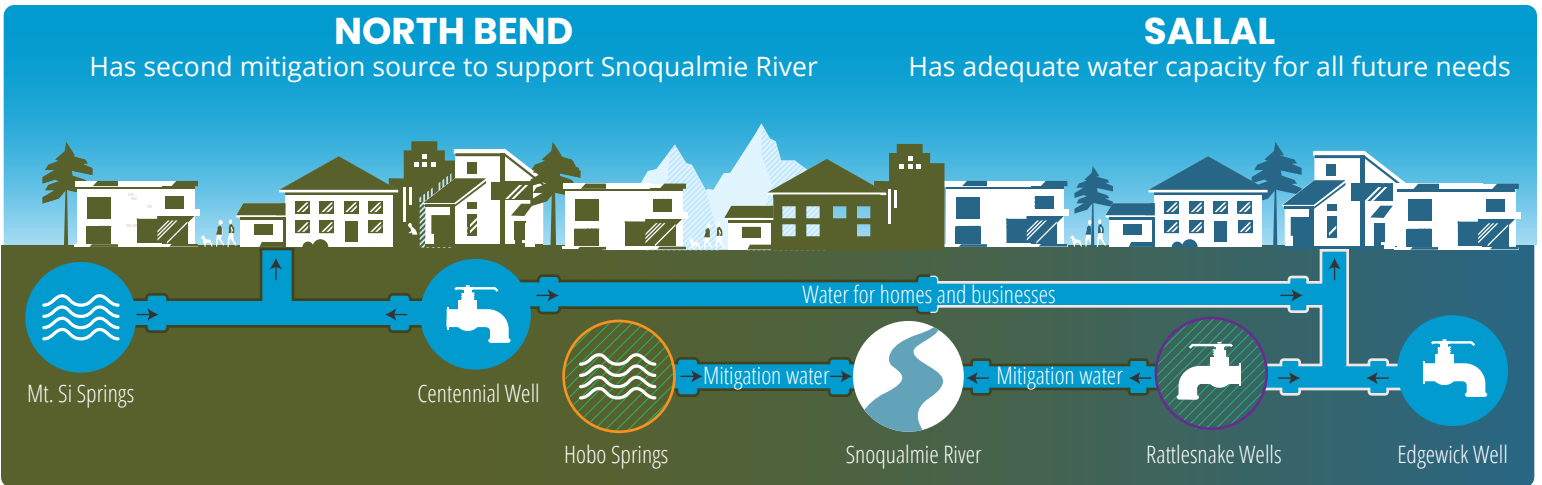 NORTH BEND
Has second mitigation source to support Snoqualmie River
SALLAL
Has adequate water capacity for all future needs
Water for homes and businesses
Mt. Si Springs
Centennial Well
Mitigation water
Mitigation water
Hobo Springs
Snoqualmie River
Rattlesnake Wells
Edgewick Well